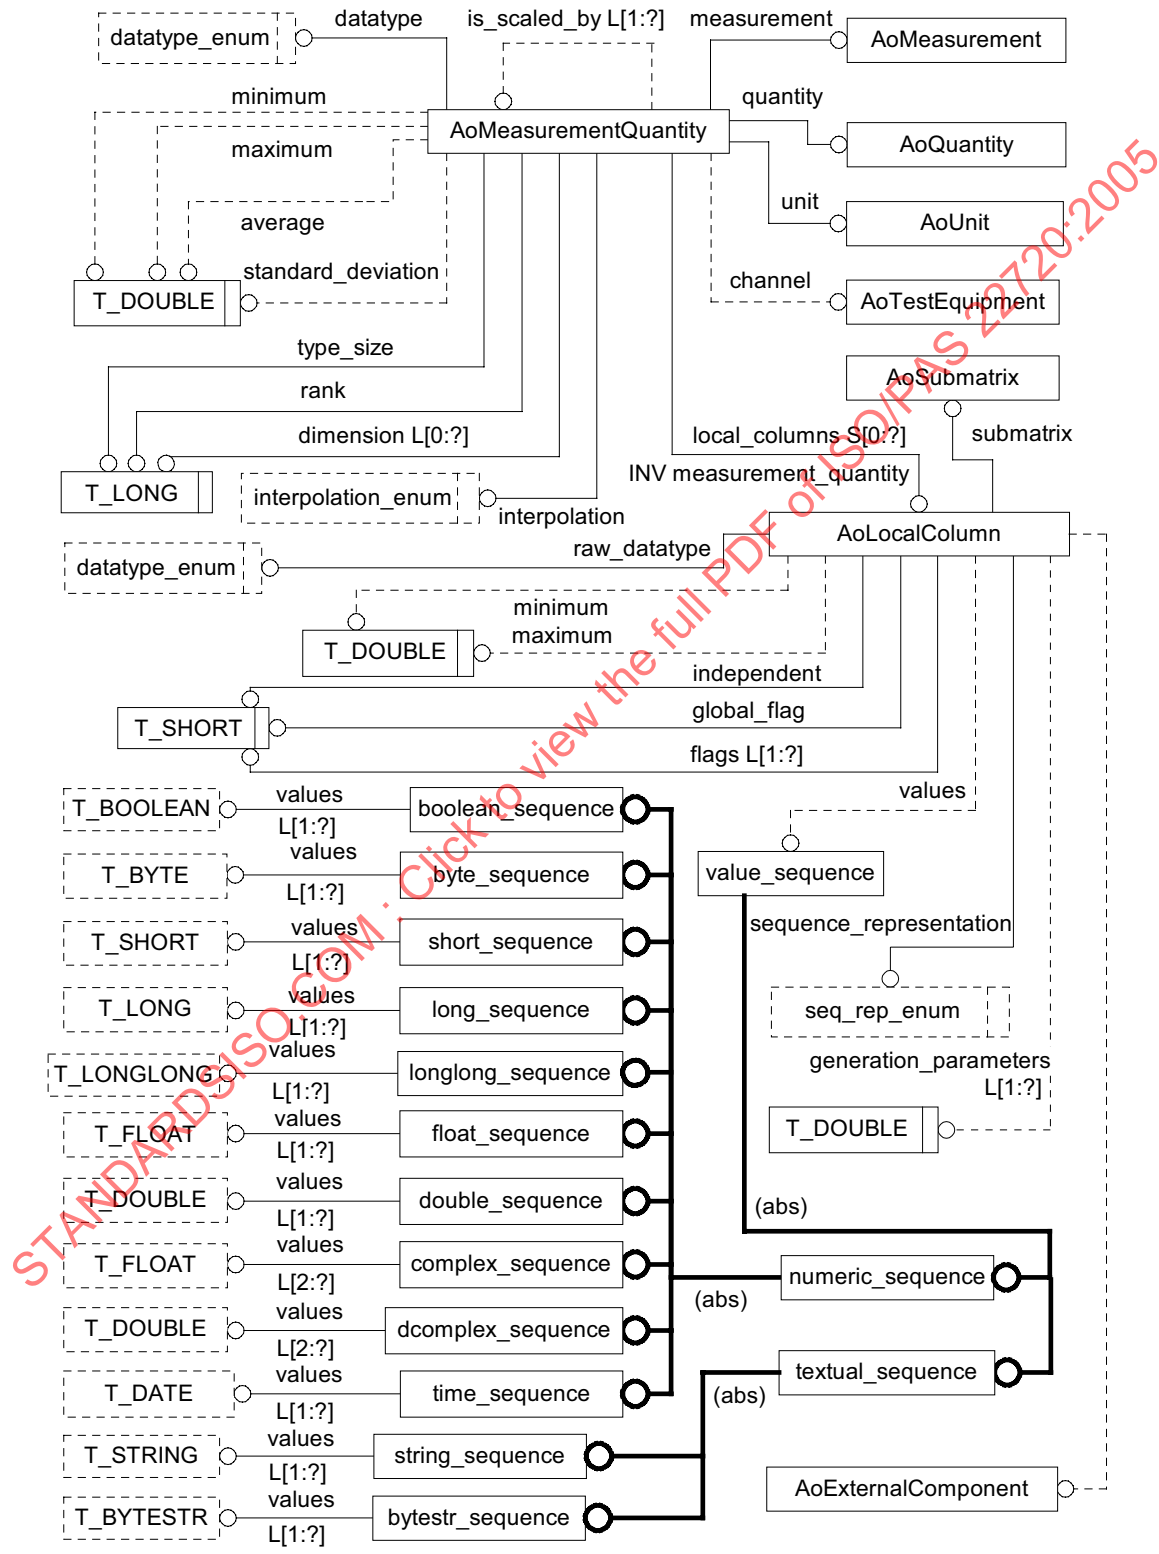 datatype
is_scaled_by L[1:?]
measurement
datatype_enum
AoMeasurement
minimum
quantity
AoMeasurementQuantity
maximum
AoQuantity
average
unit
AoUnit
standard_deviation
channel
T_DOUBLE
AoTestEquipment
type_size
rank
AoSubmatrix
dimension L[0:?]
local_columns S[0:?]
submatrix
INV measurement_quantity
T_LONG
interpolation_enum
interpolation
AoLocalColumn
raw_datatype
datatype_enum
minimum
maximum
T_DOUBLE
independent
global_flag
T_SHORT
flags L[1:?]
values
T_BOOLEAN
values
L[1:?]
boolean_sequence
T_BYTE
values
L[1:?]
byte_sequence
value_sequence
T_SHORT
values
L[1:?]
short_sequence
sequence_representation
T_LONG
values
L[1:?]
long_sequence
seq_rep_enum
T_LONGLONG
values
L[1:?]
longlong_sequence
generation_parameters
L[1:?]
T_FLOAT
values
L[1:?]
float_sequence
T_DOUBLE
T_DOUBLE
values
L[1:?]
double_sequence
(abs)
T_FLOAT
values
L[2:?]
complex_sequence
numeric_sequence
(abs)
T_DOUBLE
values
L[2:?]
dcomplex_sequence
textual_sequence
(abs)
T_DATE
values
L[1:?]
time_sequence
T_STRING
values
L[1:?]
string_sequence
AoExternalComponent
T_BYTESTR
values
L[1:?]
bytestr_sequence
STANDARDSISO.COM : Click to view the full PDF of ISO/PAS 22720:2005